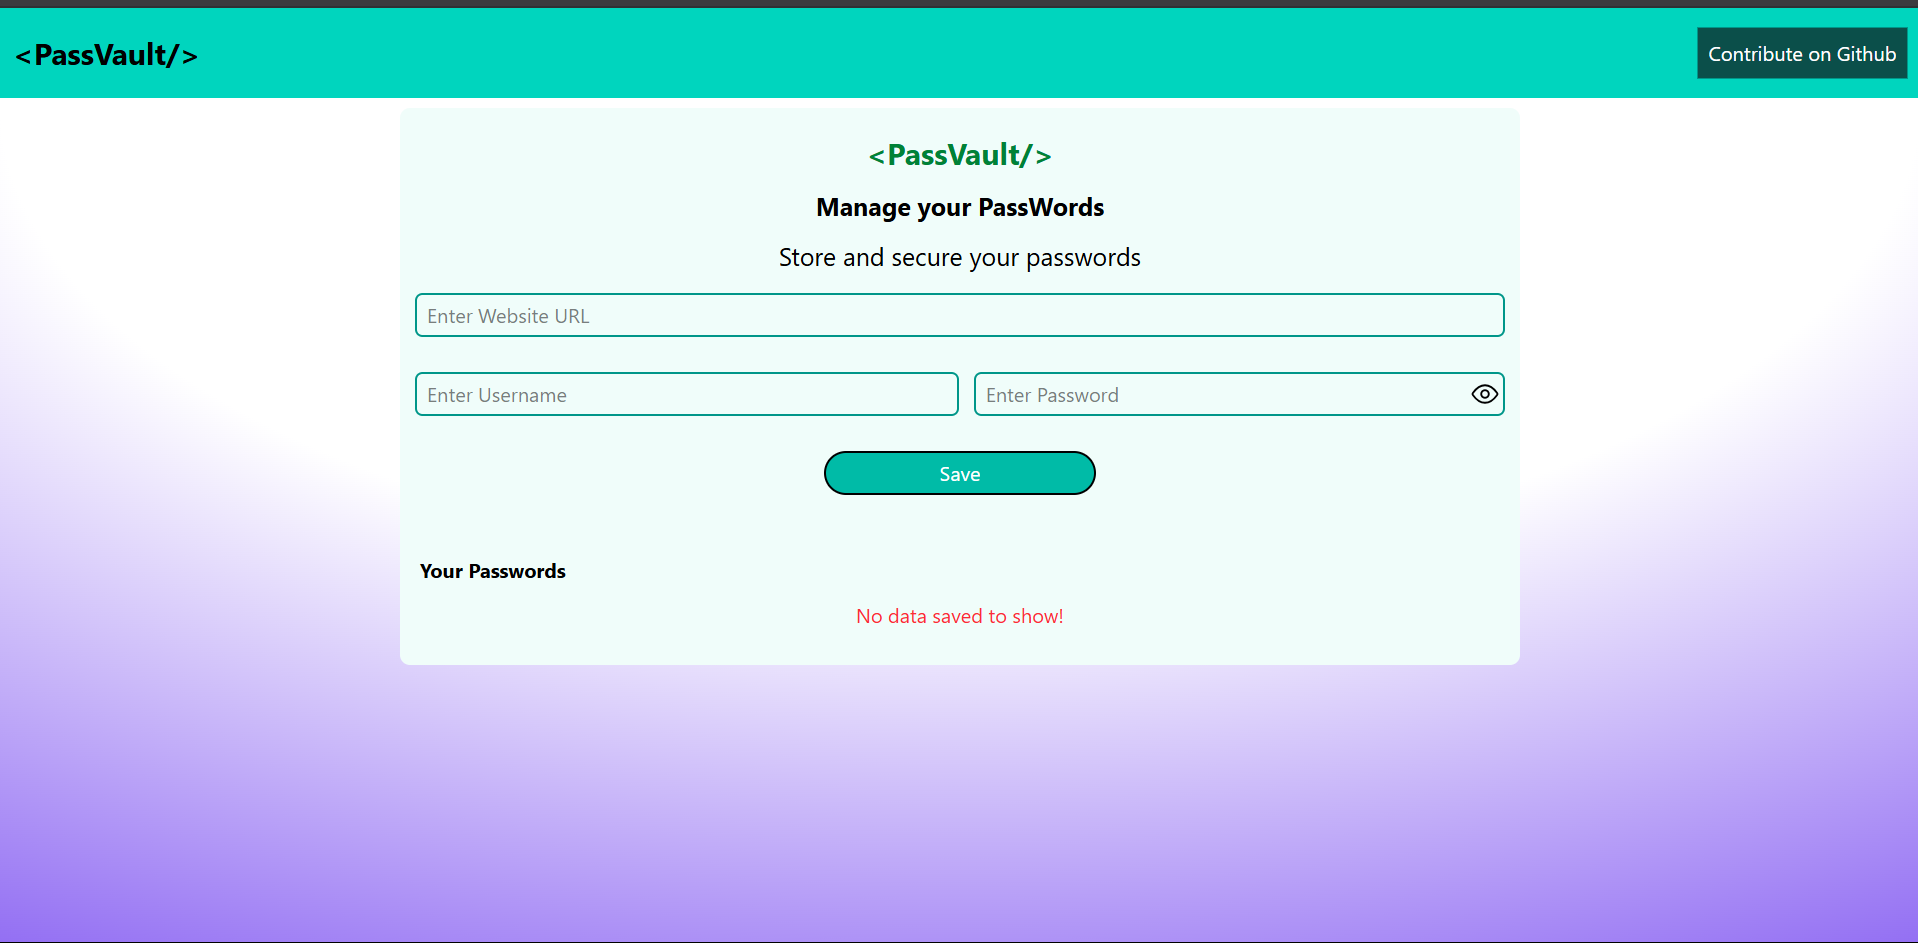 <PassVault/>
Contribute on Github
<PassVault/>
Manage your PassWords
Store and secure your passwords
Enter Website URL
Enter Username
Enter Password
Save
Your Passwords
No data saved to show!